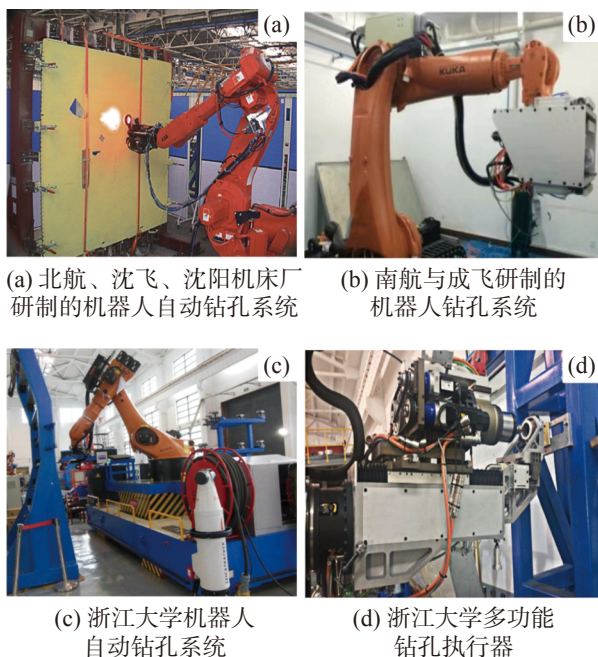 (a)
(b)
KUKA
(a) 北航、沈飞、沈阳机床厂
研制的机器人自动钻孔系统
(b) 南航与成飞研制的
机器人钻孔系统
(c)
(d)
(c) 浙江大学机器人
自动钻孔系统
(d) 浙江大学多功能
钻孔执行器